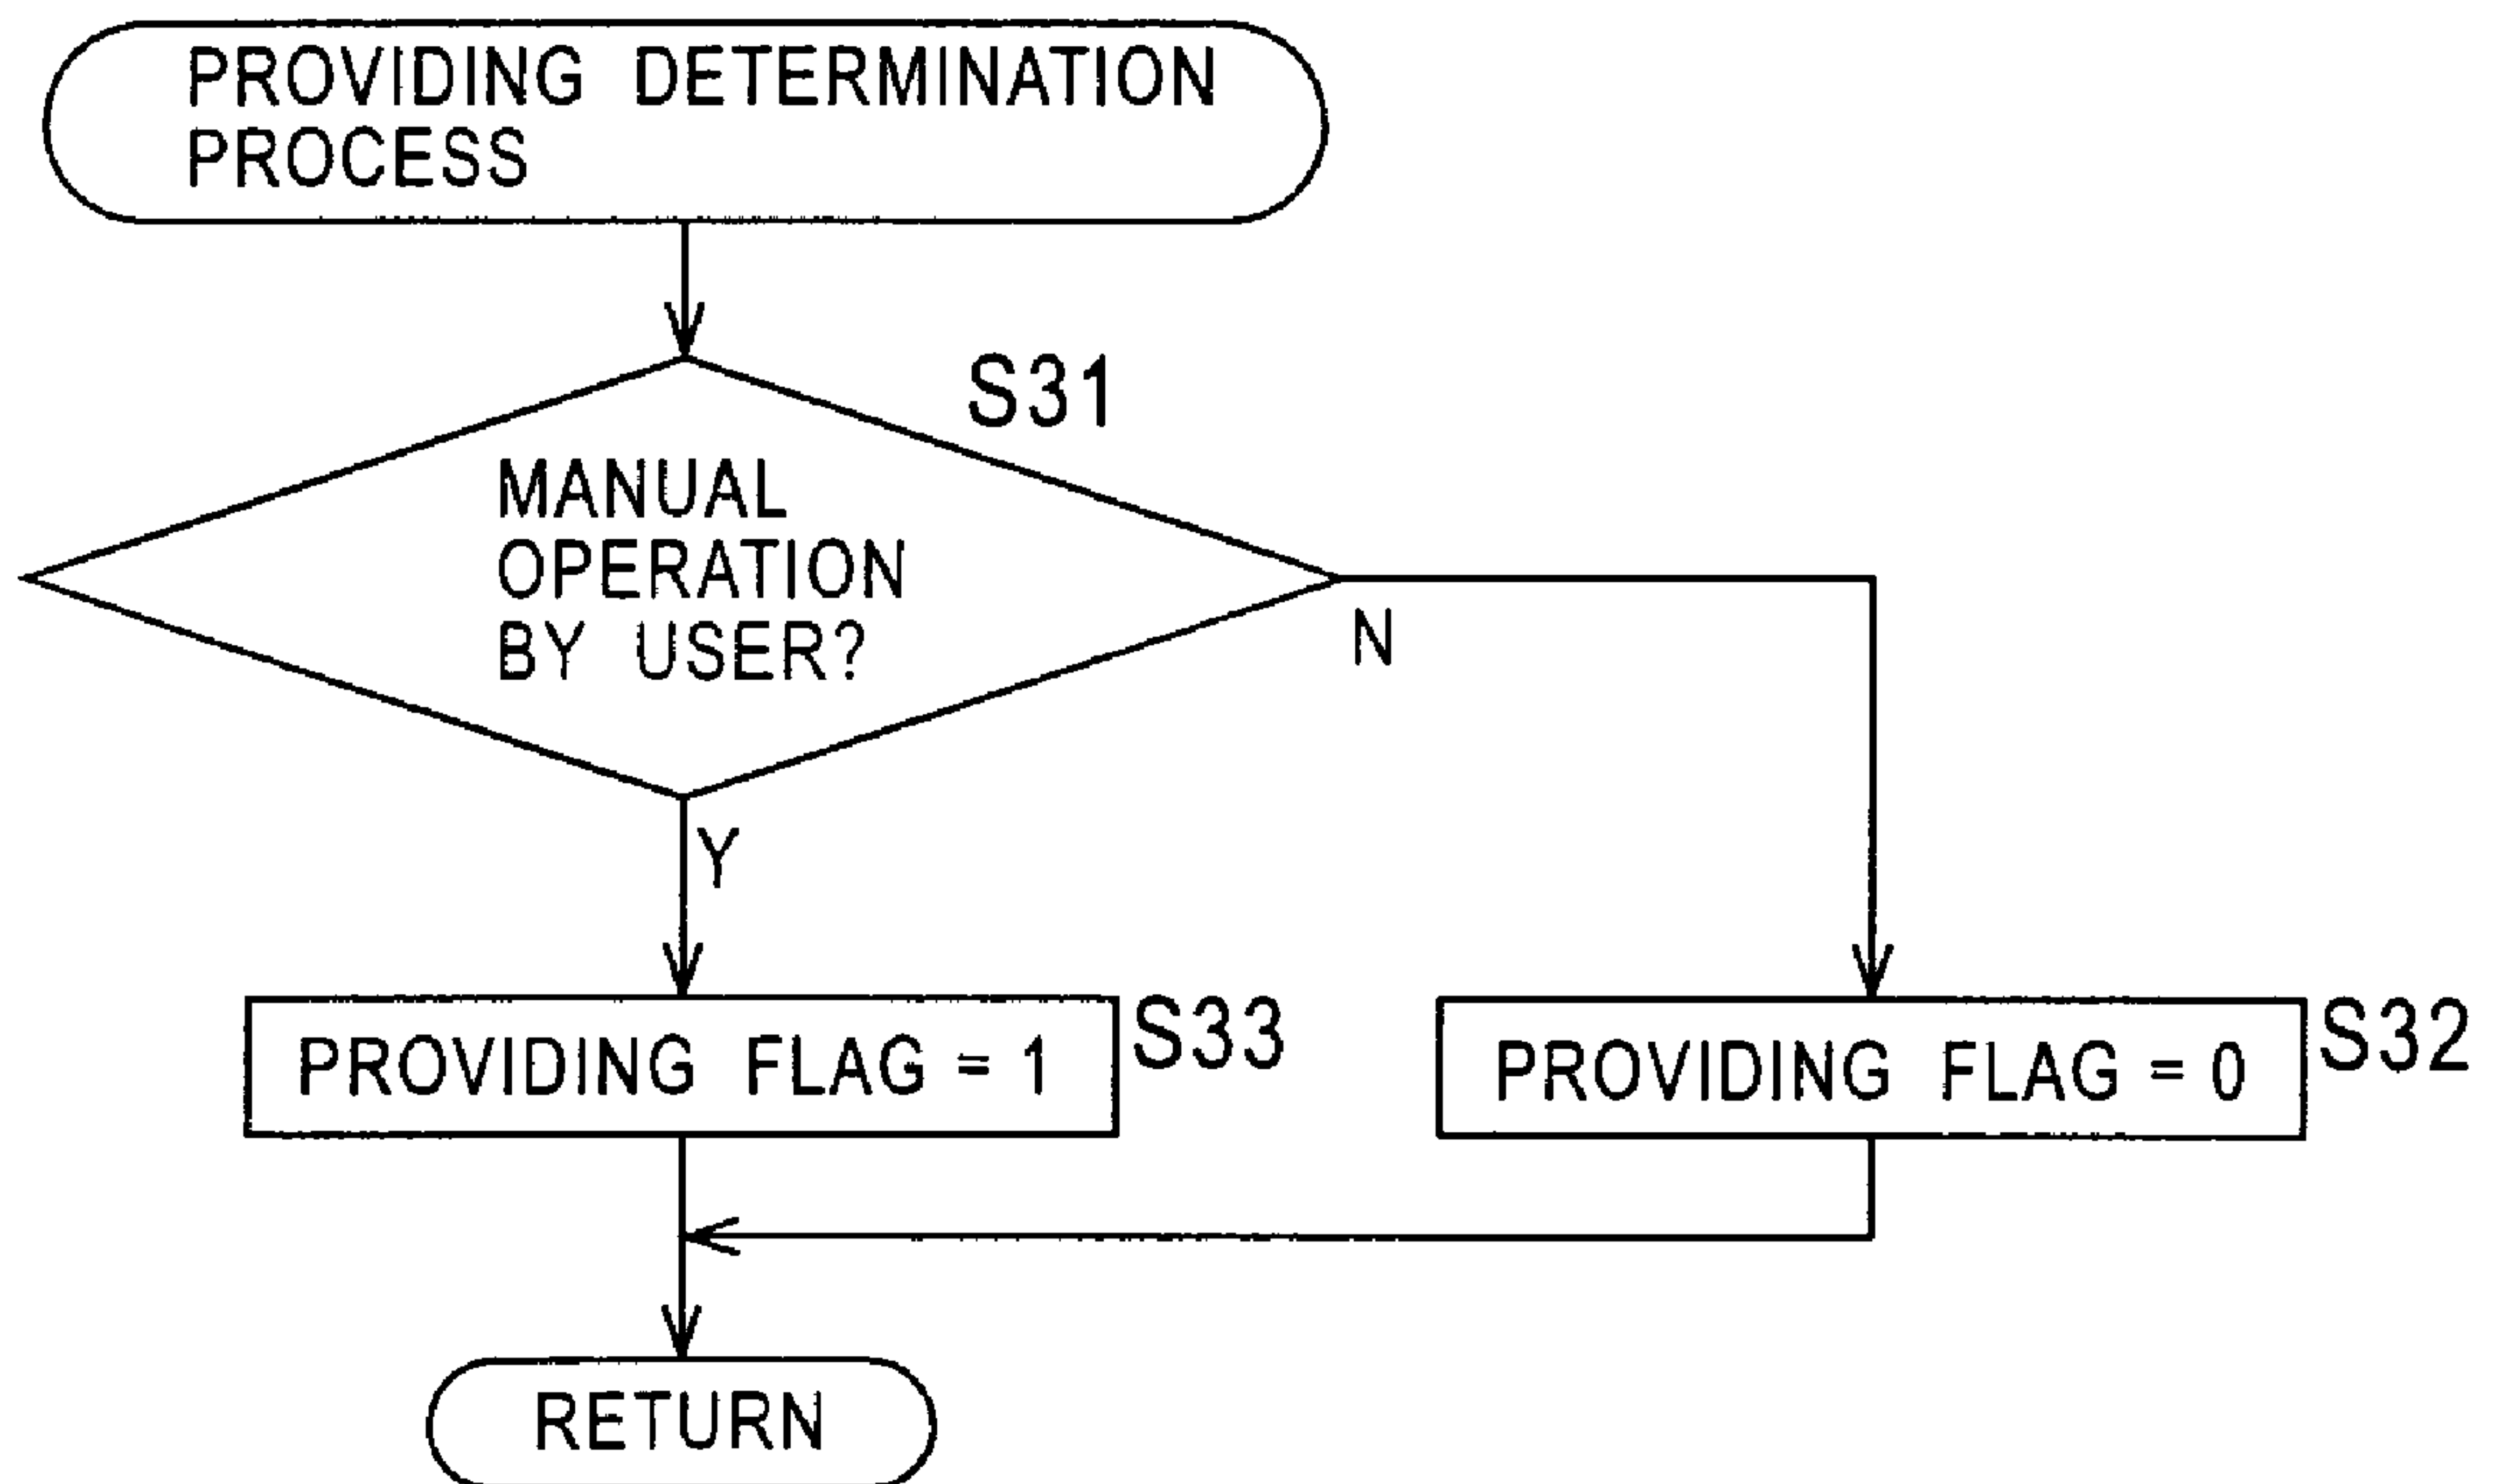 PROVIDING DETERMINATION
PROCESS
S31
MANUAL
OPERATION
BY USER?
N
Y
PROVIDING FLAG = 1
S33
PROVIDING FLAG = 0
S32
RETURN